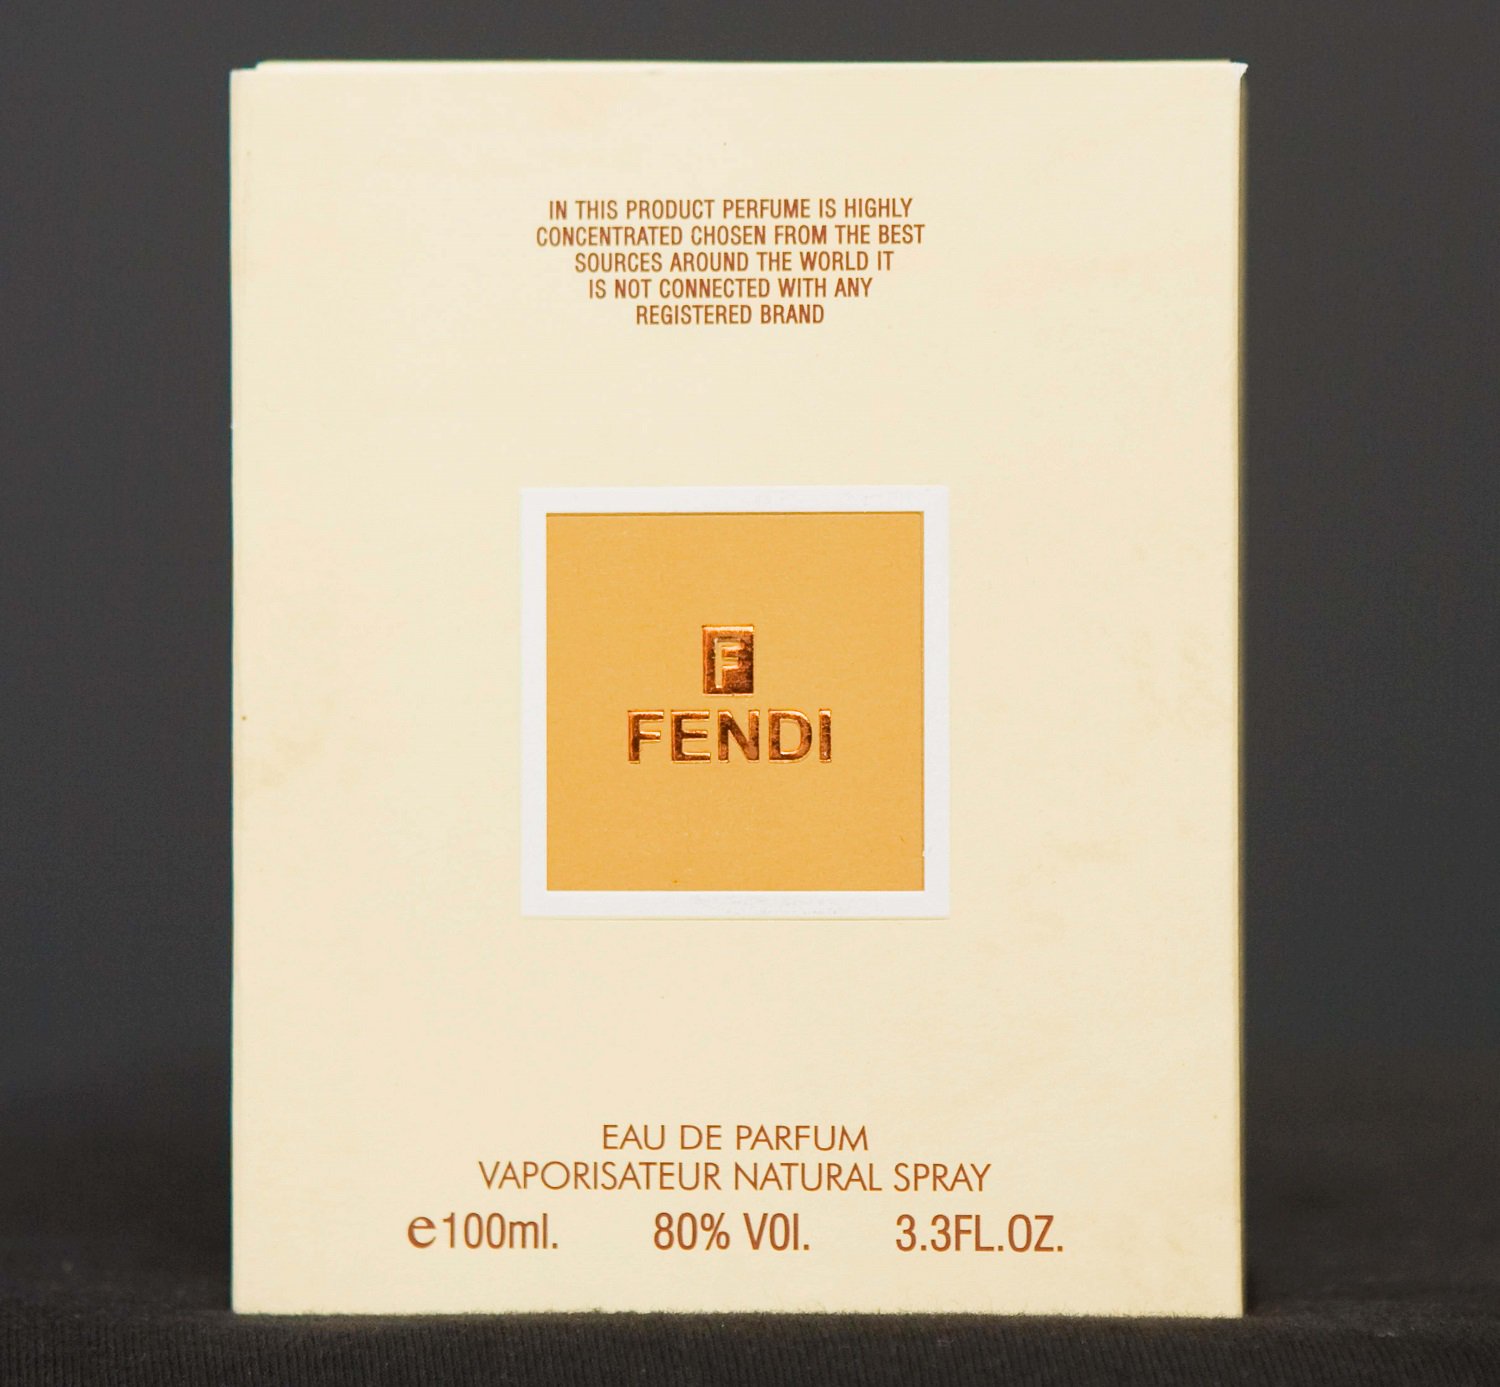 IN THIS PRODUCT PERFUME IS HIGHLY
CONCENTRATED CHOSEN FROM THE BEST
SOURCES AROUND THE WORLD IT
IS NOT CONNECTED WITH ANY
REGISTERED BRAND
F
FENDI
EAU DE PARFUM
VAPORISATEUR NATURAL SPRAY
e100ml. 80% V0l. 3.3FL.OZ.